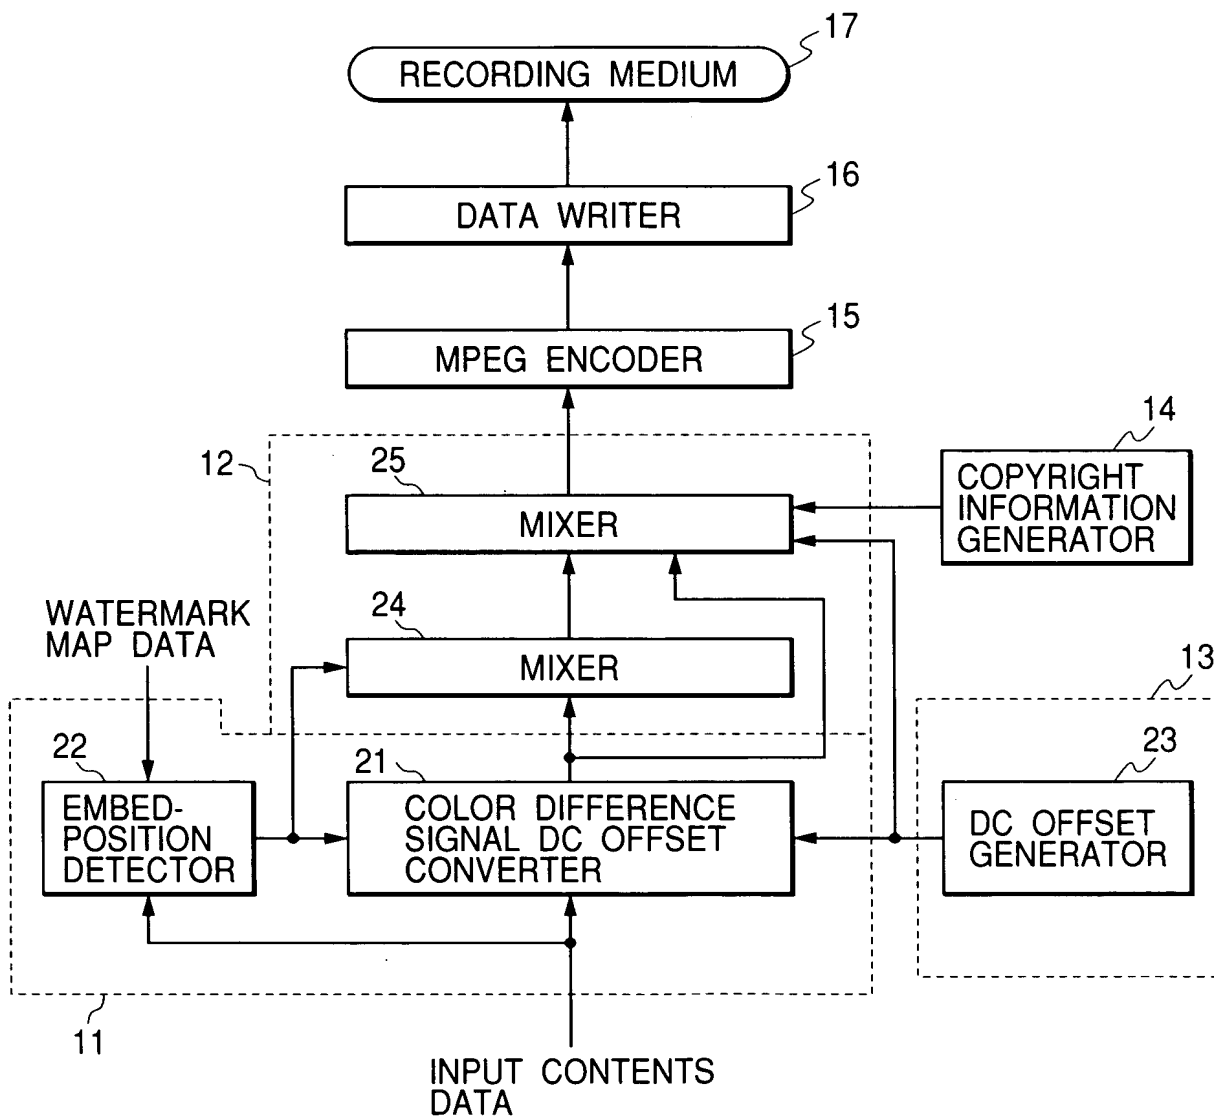 17
RECORDING MEDIUM
16
DATA WRITER
15
MPEG ENCODER
14
COPYRIGHT
INFORMATION
GENERATOR
12
25
MIXER
WATERMARK
MAP DATA
24
MIXER
13
22
EMBED-
POSITION
DETECTOR
21
COLOR DIFFERENCE
SIGNAL DC OFFSET
CONVERTER
23
DC OFFSET
GENERATOR
11
INPUT CONTENTS
DATA